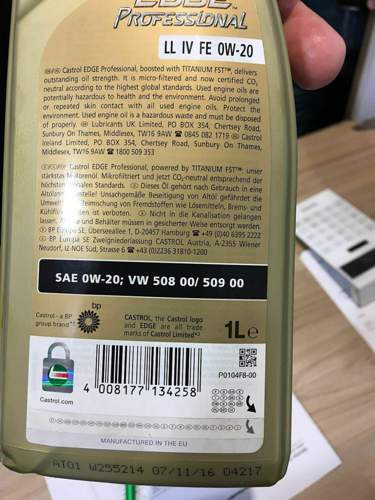 EDGE
PROFESSIONAL
LL IV FE 0W-20
Castrol EDGE Professional, boosted with TITANIUM FST™, delivers
outstanding oil strength. It is micro-filtered and now certified CO₂
neutral according to the highest global standards. Used engine oils are
potentially hazardous to health and the environment. Avoid prolonged
or repeated skin contact with all used engine oils. Protect the
environment. Used engine oil is a hazardous waste and must be disposed
of properly Lubricants UK Limited, PO BOX 354, Chertsey Road,
Sunbury On Thames, Middlesex, TW16 9AW ☎ 0845 082 1719 Castrol
Ireland Limited, PO BOX 354, Chertsey Road, Sunbury On Thames,
Middlesex, TW16 9AW ☎ 1800 509 353
Castrol EDGE Professional, powered by TITANIUM FST™: unser
stärkstes Motorenöl. Mikrofiltriert und jetzt CO₂-neutral entsprechend der
höchsten globalen Standards. Dieses Öl gehört nach Gebrauch in eine
Altölannahmestelle! Unsachgemäße Beseitigung von Altöl gefährdet die
Umwelt! Beimischung von Fremdstoffen wie Lösemitteln, Brems- und
Kühlflüssigkeiten ist verboten. Nicht in die Kanalisation gelangen
lassen. und Behälter müssen in gesicherter Weise entsorgt werden.
BP Europa SE, Überseeallee 1, D-20457 Hamburg ☎ +49 (0)40 6395 2222
BP Europa SE Zweigniederlassung CASTROL Austria, A-2355 Wiener
Neudorf, IZ-NOE Süd, Strasse 6 ☎ +43 (0)2236 31810-1200
SAE 0W-20; VW 508 00/ 509 00
bp
Castrol - a BP
group brand
CASTROL, the Castrol logo
and EDGE are all trade
marks of Castrol Limited
1L℮
P0104F8-00
Castrol.com
4 008177 134258
MANUFACTURED IN THE EU
AT01 W255214 07/11/16 04217